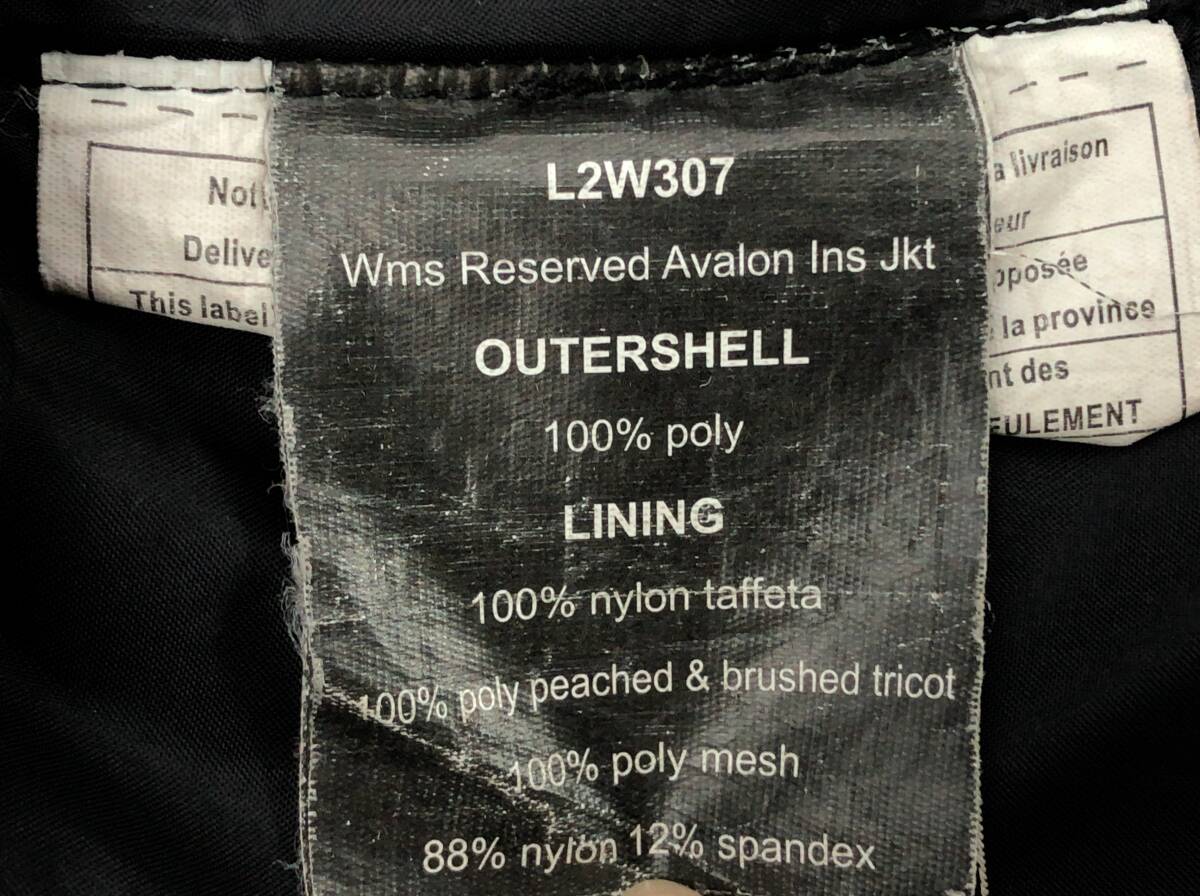 L2W307
Wms Reserved Avalon Ins Jkt
OUTERSHELL
100% poly
LINING
100% nylon taffeta
100% poly peached & brushed tricot
100% poly mesh
88% nylon 12% spandex
Not
Delive
This label
a livraison
eur
pposée
la province
nt des
EULEMENT